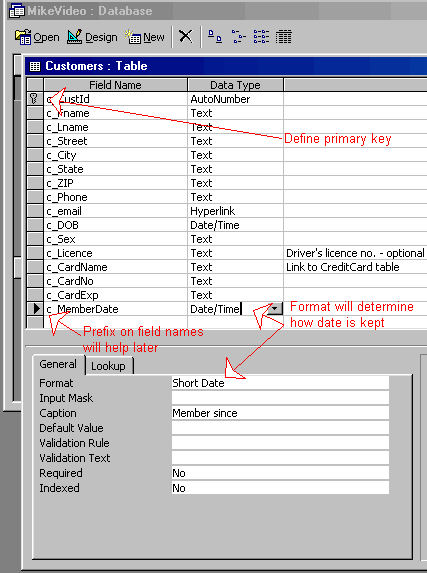 MikeVideo : Database
Open Design New
Customers : Table
Field Name Data Type
c_CustId AutoNumber
c_Fname Text
c_Lname Text
c_Street Text
c_City Text
c_State Text
c_ZIP Text
c_Phone Text
c_email Hyperlink
c_DOB Date/Time
c_Sex Text
c_Licence Text Driver's licence no. - optional
c_CardName Text Link to CreditCard table
c_CardNo Text
c_CardExp Text
c_MemberDate Date/Time
Define primary key
Prefix on field names
will help later
Format will determine
how date is kept
General Lookup
Format Short Date
Input Mask
Caption Member since
Default Value
Validation Rule
Validation Text
Required No
Indexed No